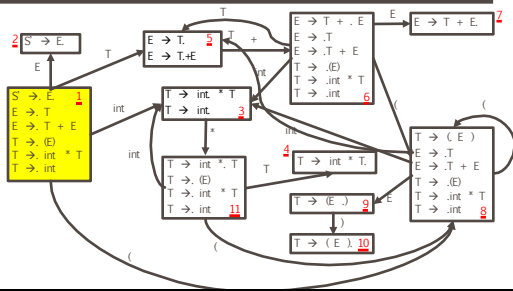 2 S' → E.
E
S' →. E. 1
E →. T
E →. T + E
T →. (E)
T →. int * T
T →. int
T
E → T. 5
E → T.+E
T
T +
E → T + . E
E → .T
E → .T + E
T → .(E)
T → .int * T
T → .int 6
E
E → T + E. 7
int
T → int. * T
T → int. 3
int
int
int
*
T → int *. T
T →. (E)
T →. int * T
T →. int 11
T
4
T → int * T.
T → (E .) 9
E
)
T → ( E ). 10
(
(
T → (. E )
E → .T
E → .T + E
T → .(E)
T → .int * T
T → .int 8
(
(